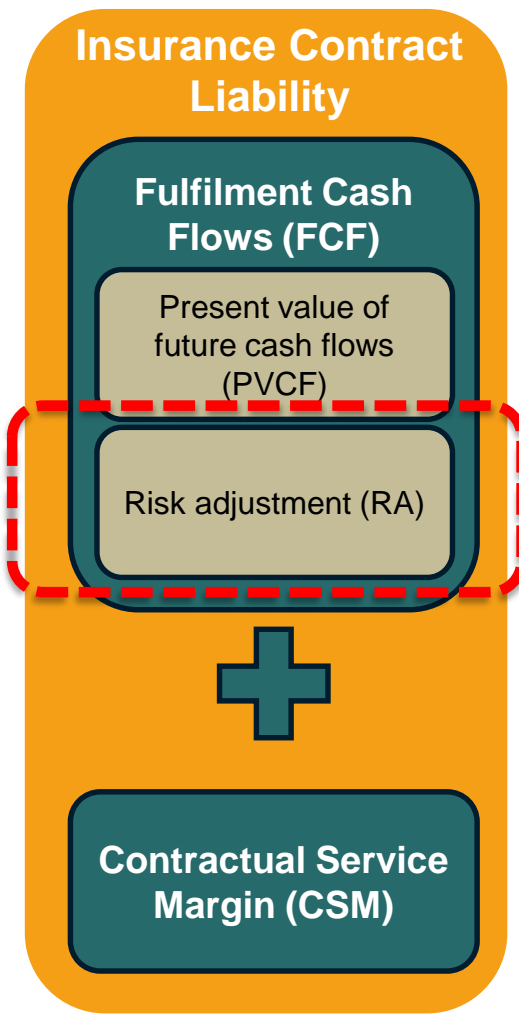 Insurance Contract
Liability
Fulfilment Cash
Flows (FCF)
Present value of
future cash flows
(PVCF)
Risk adjustment (RA)
Contractual Service
Margin (CSM)